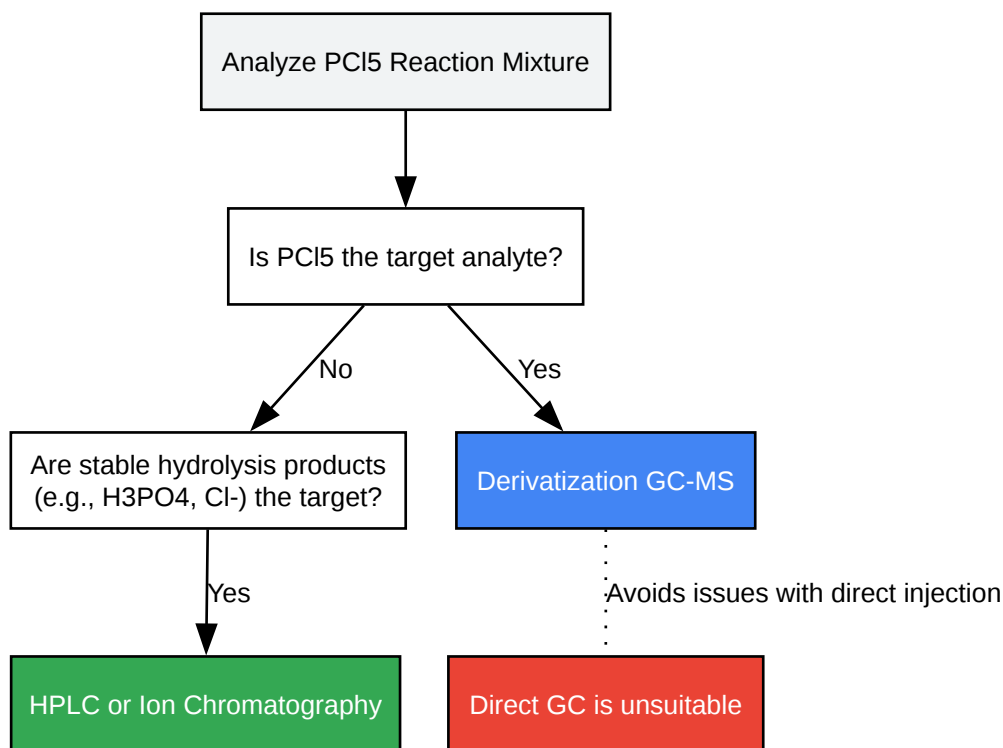 Analyze PCl5 Reaction Mixture
Is PCl5 the target analyte?
No
Yes
Are stable hydrolysis products
(e.g., H3PO4, Cl-) the target?
Derivatization GC-MS
Yes
Avoids issues with direct injection
HPLC or Ion Chromatography
Direct GC is unsuitable